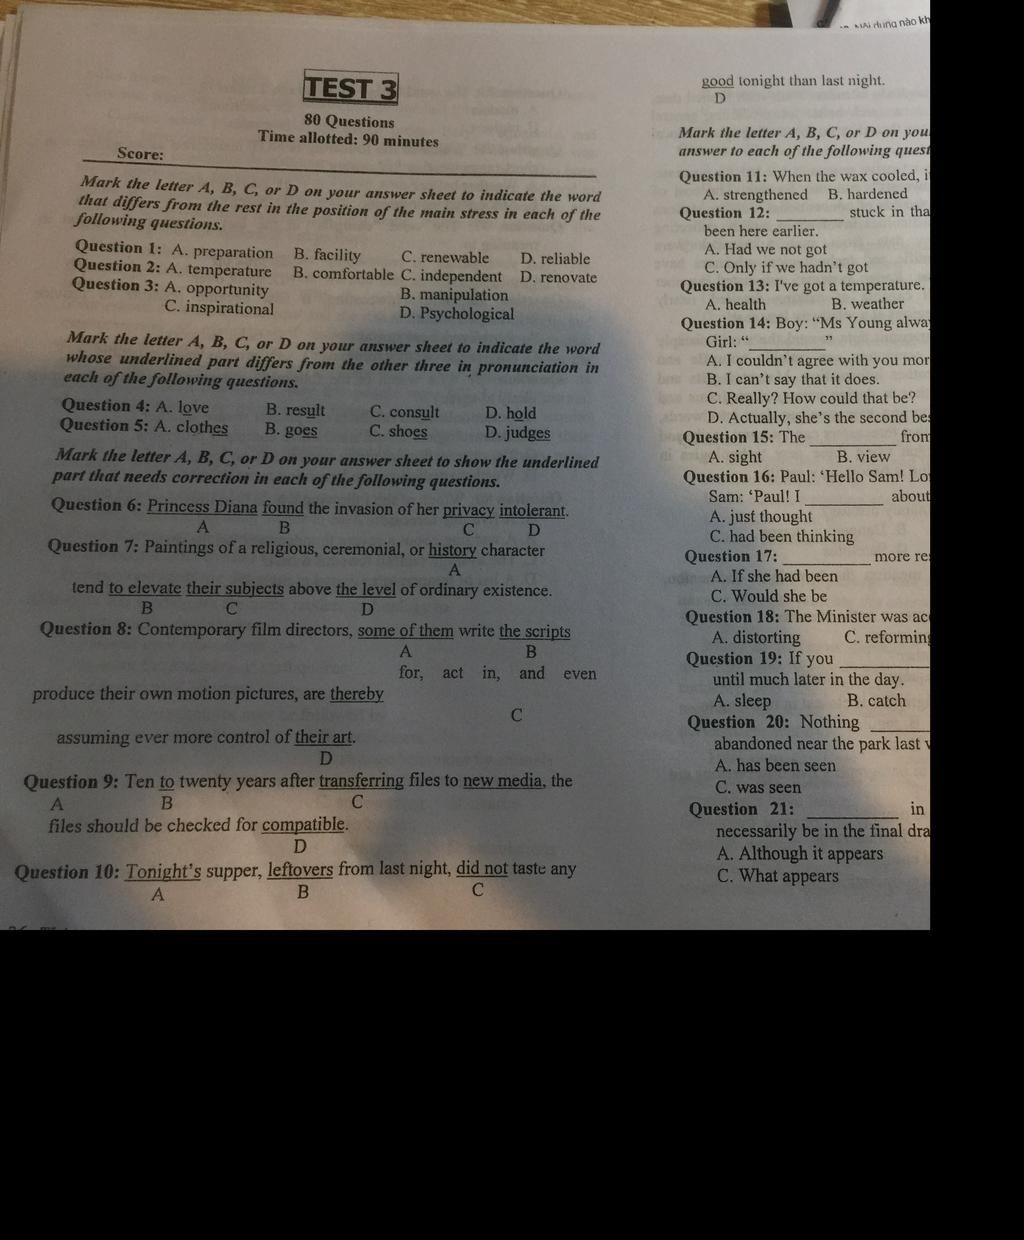 TEST 3
80 Questions
Time allotted: 90 minutes
Score:
Mark the letter A, B, C, or D on your answer sheet to indicate the word
that differs from the rest in the position of the main stress in each of the
following questions.
Question 1: A. preparation B. facility C. renewable D. reliable
Question 2: A. temperature B. comfortable C. independent D. renovate
Question 3: A. opportunity B. manipulation
C. inspirational D. Psychological
Mark the letter A, B, C, or D on your answer sheet to indicate the word
whose underlined part differs from the other three in pronunciation in
each of the following questions.
Question 4: A. love B. result C. consult D. hold
Question 5: A. clothes B. goes C. shoes D. judges
Mark the letter A, B, C, or D on your answer sheet to show the underlined
part that needs correction in each of the following questions.
Question 6: Princess Diana found the invasion of her privacy intolerant.
A B C D
Question 7: Paintings of a religious, ceremonial, or history character
A
tend to elevate their subjects above the level of ordinary existence.
B C D
Question 8: Contemporary film directors, some of them write the scripts
A B
for, act in, and even
produce their own motion pictures, are thereby
C
assuming ever more control of their art.
D
Question 9: Ten to twenty years after transferring files to new media, the
A B C
files should be checked for compatible.
D
Question 10: Tonight's supper, leftovers from last night, did not taste any
A B C
dung nào kh
good tonight than last night.
D
Mark the letter A, B, C, or D on you
answer to each of the following quest
Question 11: When the wax cooled, i
A. strengthened B. hardened
Question 12: ________ stuck in tha
been here earlier.
A. Had we not got
C. Only if we hadn't got
Question 13: I've got a temperature.
A. health B. weather
Question 14: Boy: “Ms Young alwa
Girl: “_________”
A. I couldn't agree with you mor
B. I can't say that it does.
C. Really? How could that be?
D. Actually, she's the second be
Question 15: The __________ from
A. sight B. view
Question 16: Paul: ‘Hello Sam! Lo
Sam: ‘Paul! I _________ about
A. just thought
C. had been thinking
Question 17: __________ more re
A. If she had been
C. Would she be
Question 18: The Minister was ac
A. distorting C. reforming
Question 19: If you ___________
until much later in the day.
A. sleep B. catch
Question 20: Nothing _______
abandoned near the park last
A. has been seen
C. was seen
Question 21: ___________ in
necessarily be in the final dra
A. Although it appears
C. What appears